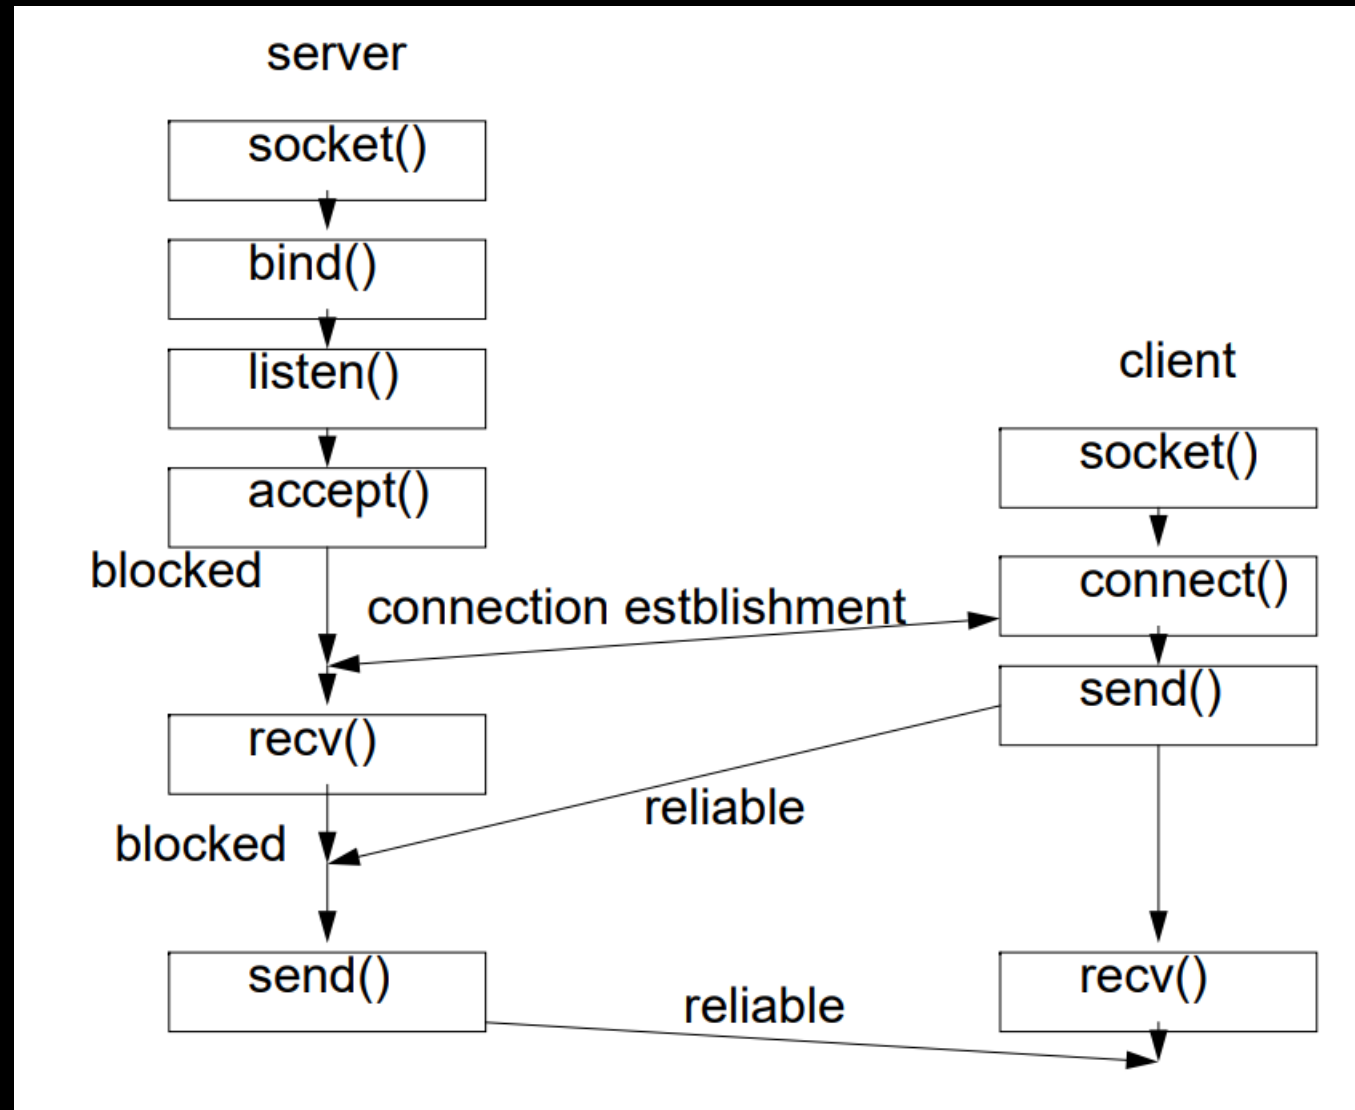 server
socket()
bind()
listen()
client
accept()
socket()
blocked
connect()
connection estblishment
send()
recv()
reliable
blocked
send()
recv()
reliable